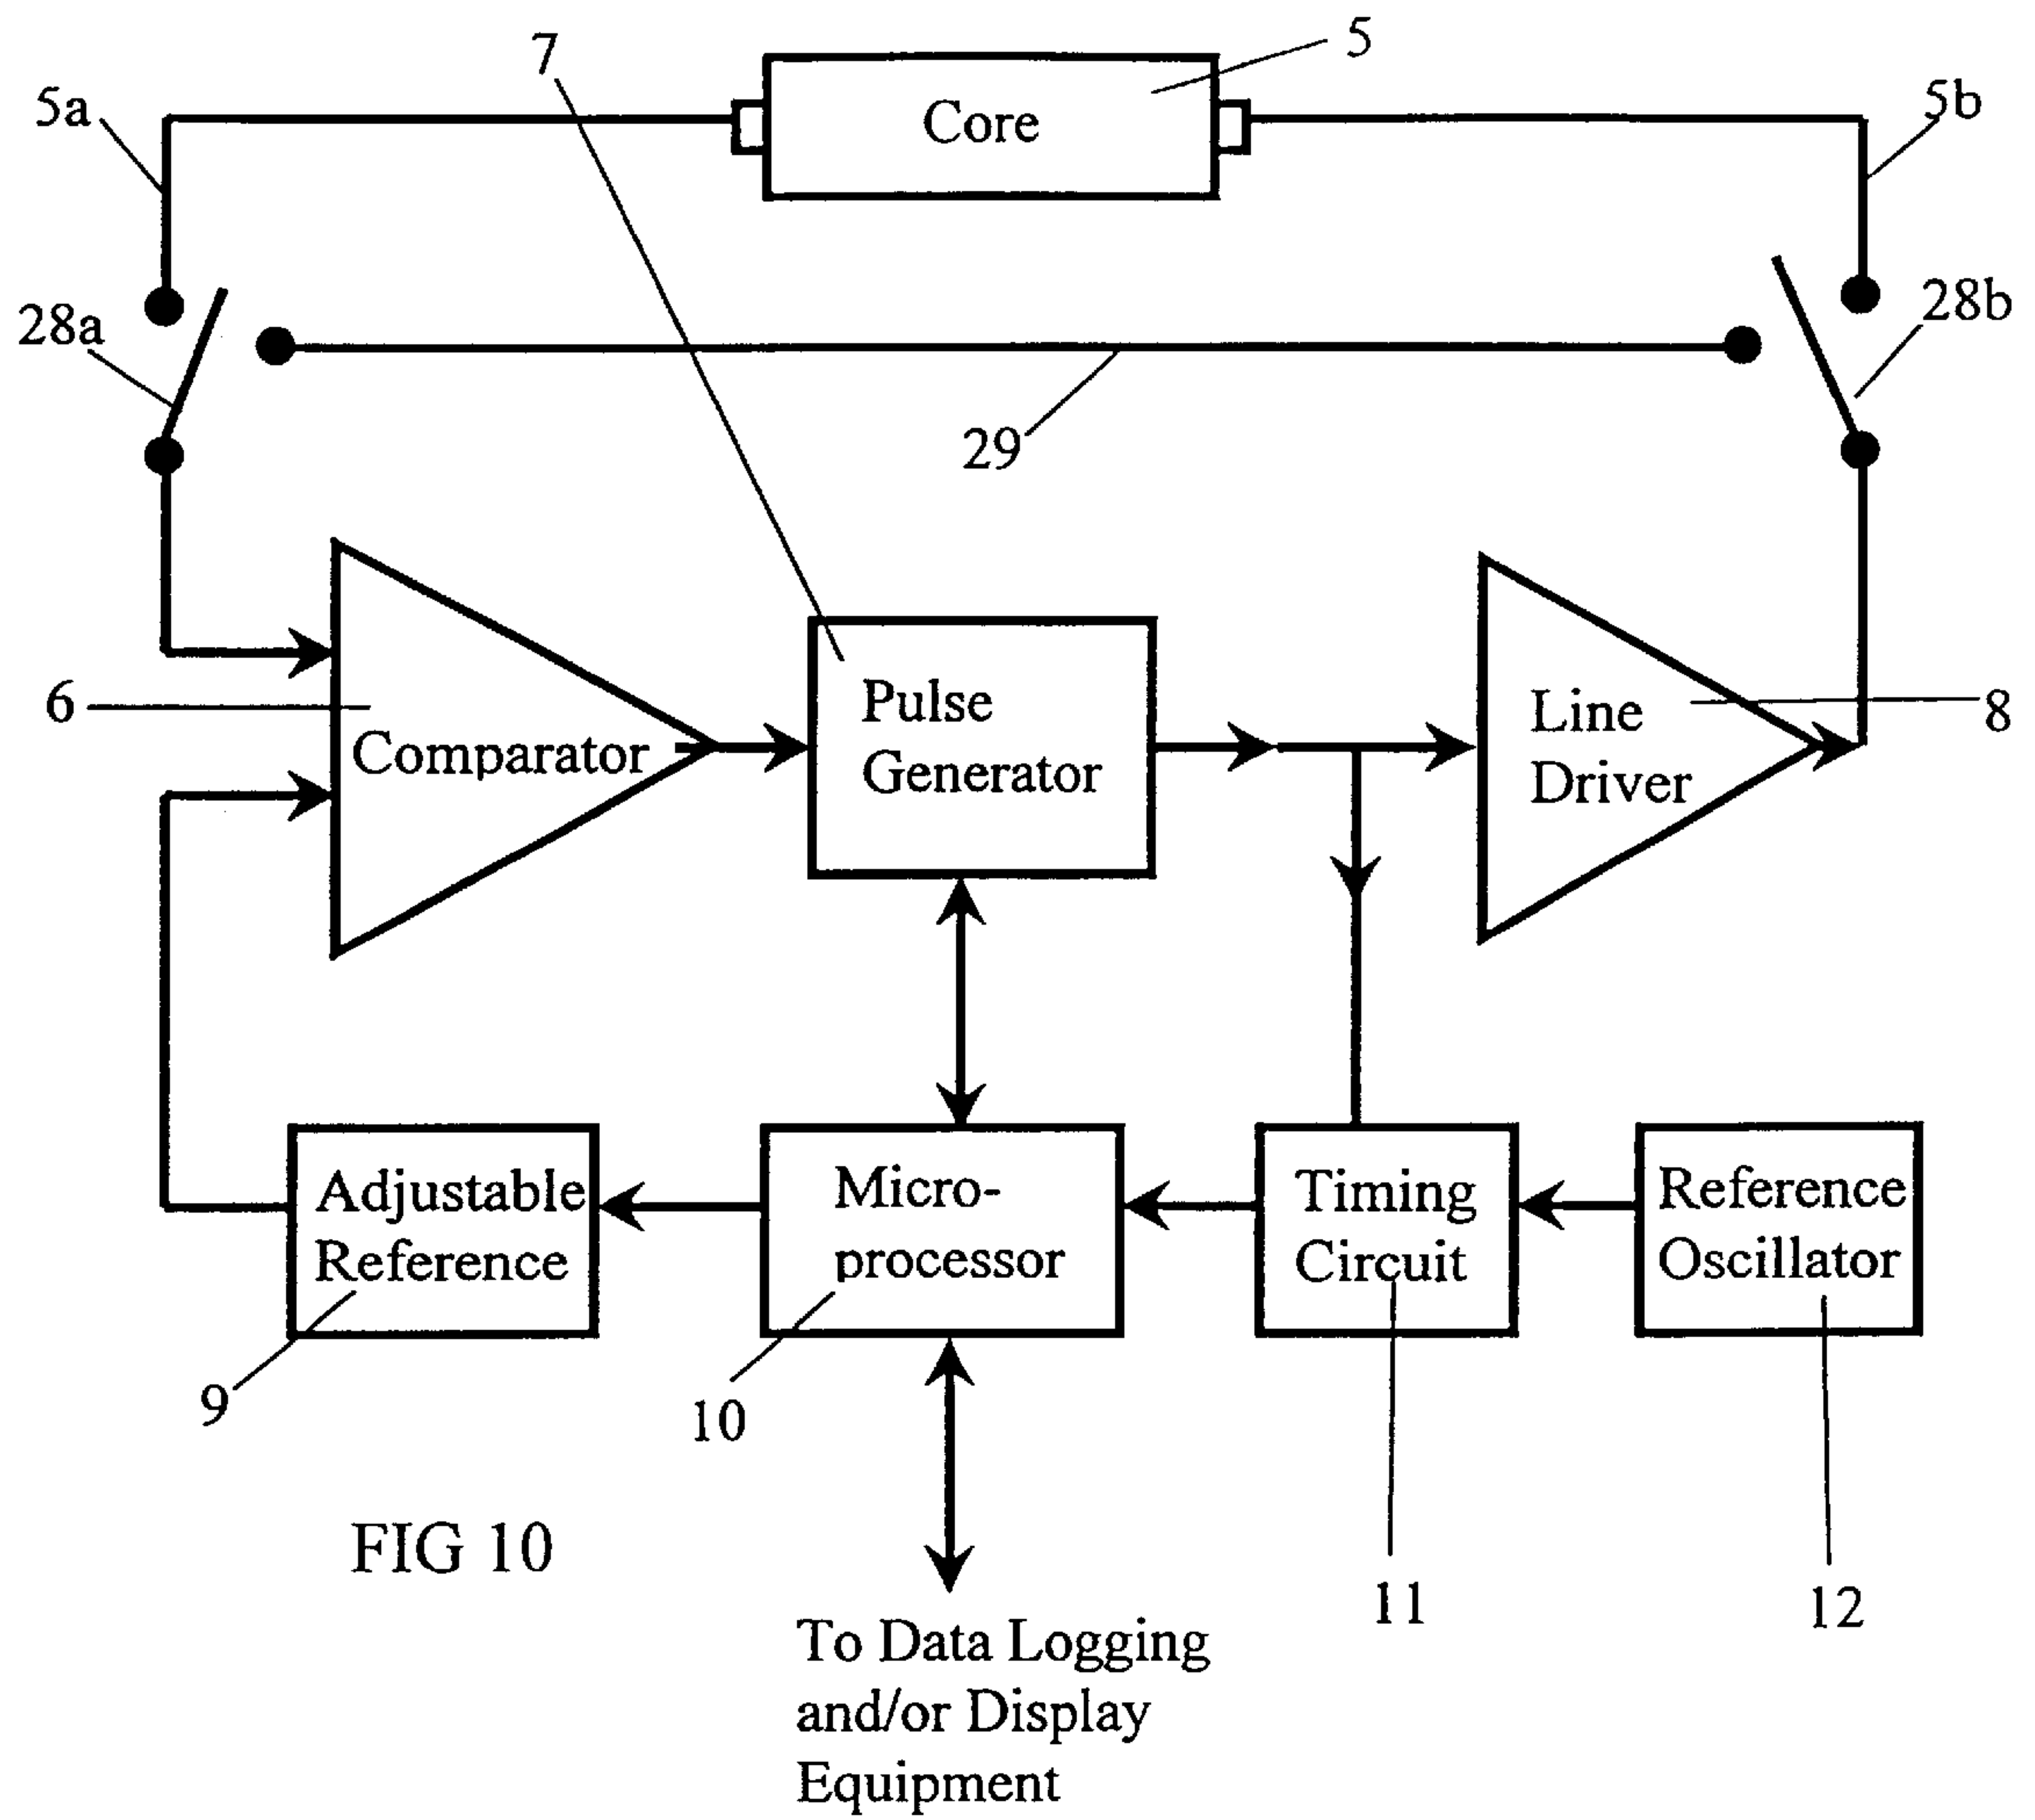 7
5
5a
Core
5b
28a
28b
29
6
Comparator
Pulse
Generator
Line
Driver
8
Adjustable
Reference
Micro-
processor
Timing
Circuit
Reference
Oscillator
9
10
11
12
FIG 10
To Data Logging
and/or Display
Equipment